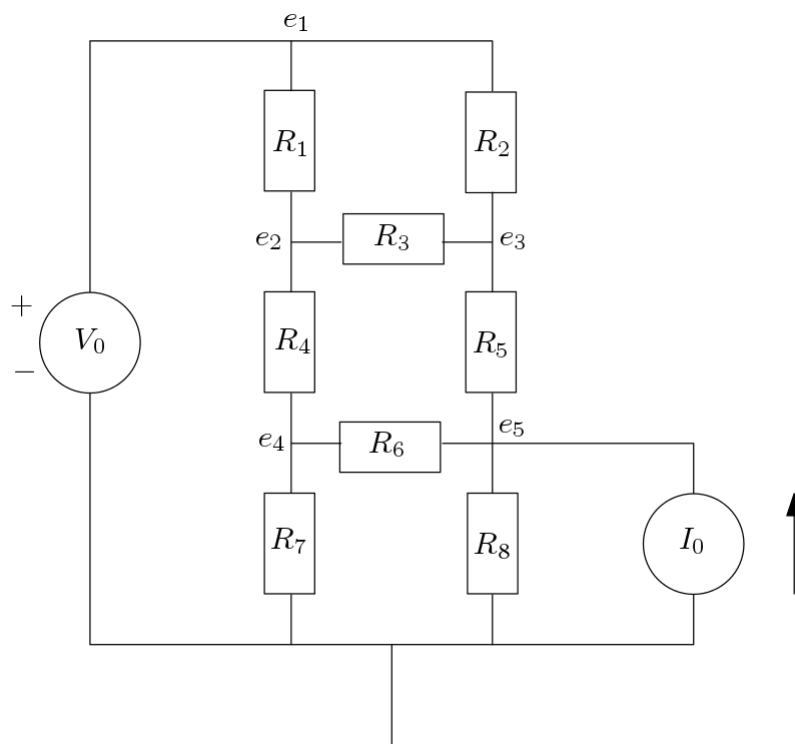 e₁
R₁ R₂
e₂ R₃ e₃
+
V₀ R₄ R₅
−
e₅
e₄ R₆
R₇ R₈ I₀